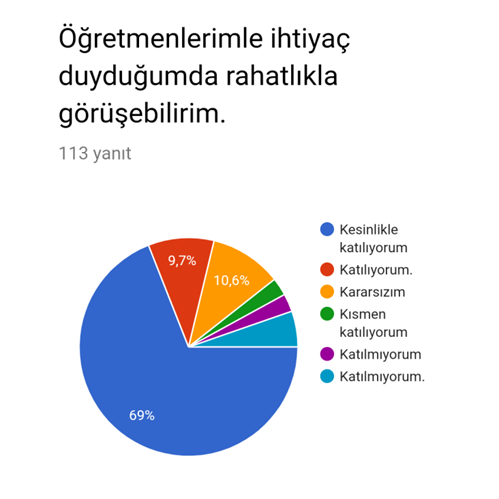 Öğretmenlerimle ihtiyaç
duyduğumda rahatlıkla
görüşebilirim.
113 yanıt
Kesinlikle
katılıyorum
Katılıyorum.
Kararsızım
Kısmen
katılıyorum
Katılmıyorum
Katılmıyorum.
9,7%
10,6%
69%